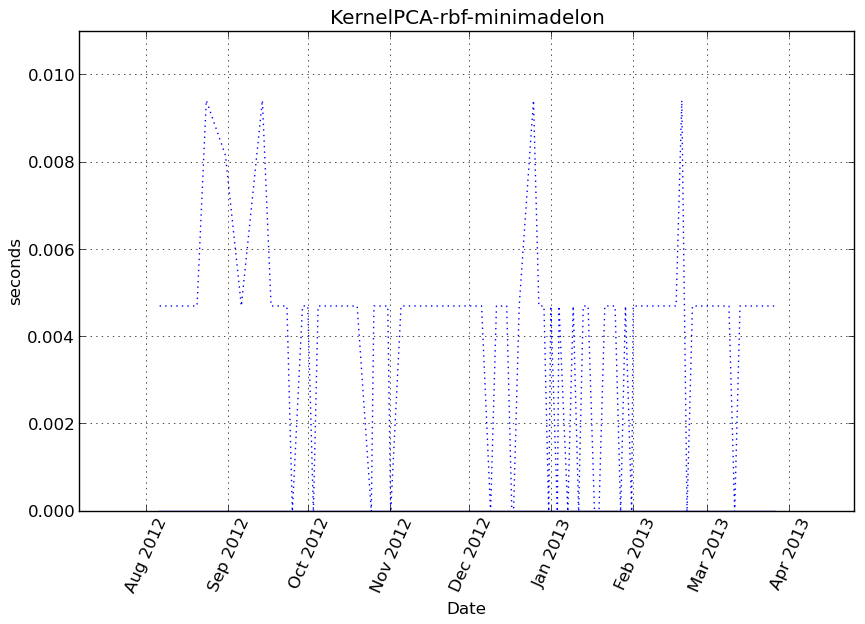 KernelPCA-rbf-minimadelon
0.010
0.008
0.006
0.004
0.002
0.000
seconds
Aug 2012
Sep 2012
Oct 2012
Nov 2012
Dec 2012
Jan 2013
Feb 2013
Mar 2013
Apr 2013
Date